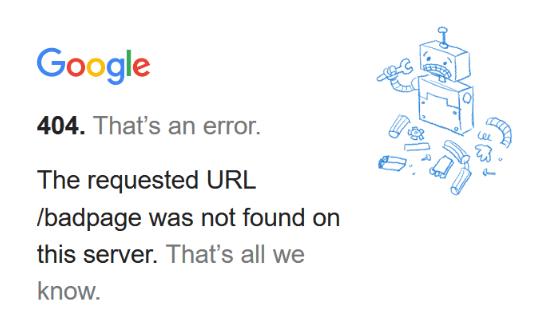 Google
404. That’s an error.
The requested URL
/badpage was not found on
this server. That’s all we
know.